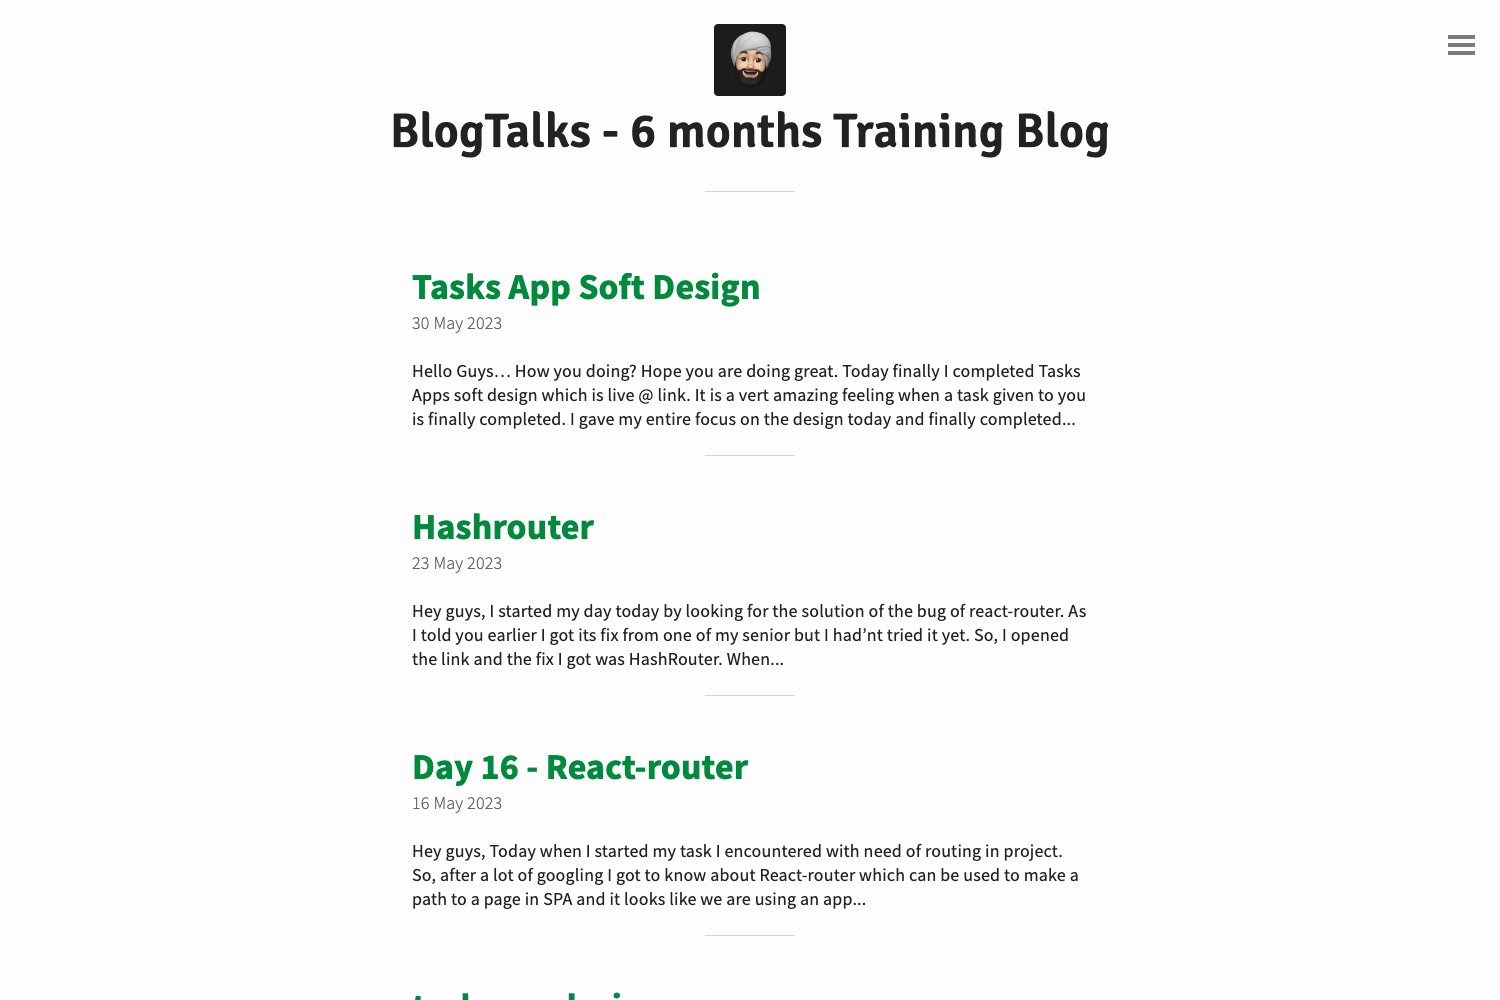 BlogTalks - 6 months Training Blog
Tasks App Soft Design
30 May 2023
Hello Guys… How you doing? Hope you are doing great. Today finally I completed Tasks
Apps soft design which is live @ link. It is a vert amazing feeling when a task given to you
is finally completed. I gave my entire focus on the design today and finally completed...
Hashrouter
23 May 2023
Hey guys, I started my day today by looking for the solution of the bug of react-router. As
I told you earlier I got its fix from one of my senior but I had’nt tried it yet. So, I opened
the link and the fix I got was HashRouter. When...
Day 16 - React-router
16 May 2023
Hey guys, Today when I started my task I encountered with need of routing in project.
So, after a lot of googling I got to know about React-router which can be used to make a
path to a page in SPA and it looks like we are using an app...